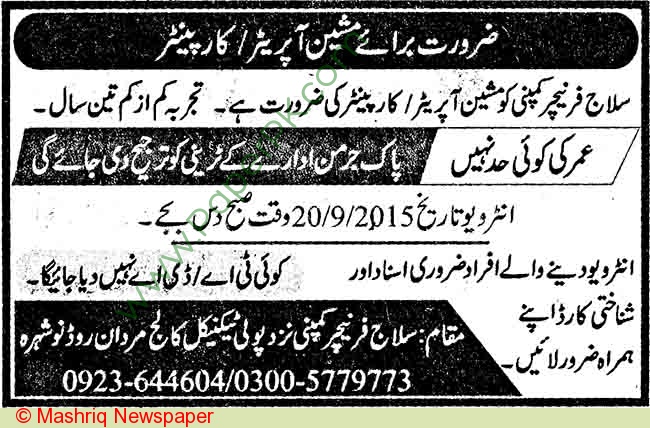 ضرورت برائے مشین آپریٹر/کارپینٹر
سلاج فرنیچر کمپنی کو مشین آپریٹر/کارپینٹر کی ضرورت ہے۔ تجربہ کم از کم تین سال۔
عمر کی کوئی حد نہیں
پاک جرمن ادارے کے ٹرینی کو ترجیح دی جائے گی
انٹرویو تاریخ 20/9/2015 وقت صبح دس بجے۔
انٹرویو دینے والے افراد ضروری اسناد اور
شناختی کارڈ اپنے
ہمراہ ضرور لائیں۔
کوئی ٹی اے/ڈی اے نہیں دیا جائیگا۔
مقام: سلاج فرنیچر کمپنی نزد پولی ٹیکنیکل کالج مردان روڈ نوشہرہ
0923-644604/0300-5779773
© Mashriq Newspaper